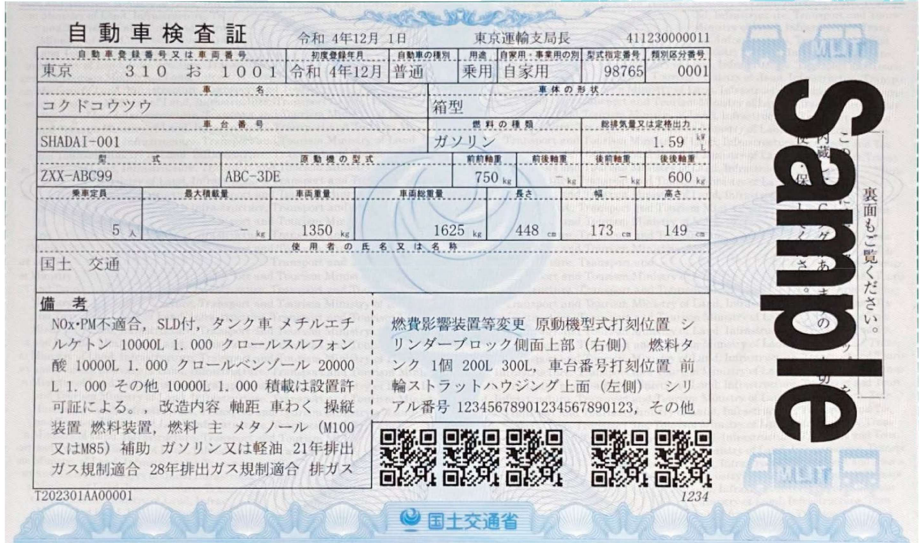 自動車検査証
令和 4年12月 1日 東京運輸支局長 411230000011
自動車登録番号又は車両番号 初度登録年月 自動車の種別 用途 自家用・事業用の別 型式指定番号 類別区分番号
東京 310 お 1001 令和 4年12月 普通 乗用 自家用 98765 0001
車名 車体の形状
コクドコウツウ 箱型
車台番号 燃料の種類 総排気量又は定格出力
SHADAI-001 ガソリン 1.59 kW L
型式 原動機の型式 前前軸重 前後軸重 後前軸重 後後軸重
ZXX-ABC99 ABC-3DE 750 kg - kg - kg 600 kg
乗車定員 最大積載量 車両重量 車両総重量 長さ 幅 高さ
5 人 - kg 1350 kg 1625 kg 448 cm 173 cm 149 cm
使用者の氏名又は名称
国土 交通
備考
NOx・PM不適合, SLD付, タンク車 メチルエチ
ルケトン 10000L 1.000 クロールスルフォン
酸 10000L 1.000 クロールベンゾール 20000
L 1.000 その他 10000L 1.000 積載は設置許
可証による。, 改造内容 軸距 車わく 操縦
装置 燃料装置, 燃料 主 メタノール (M100
又はM85) 補助 ガソリン又は軽油 21年排出
ガス規制適合 28年排出ガス規制適合 排ガス
燃費影響装置等変更 原動機型式打刻位置 シ
リンダーブロック側面上部 (右側) 燃料タ
ンク 1個 200L 300L, 車台番号打刻位置 前
輪ストラットハウジング上面 (左側) シリ
アル番号 12345678901234567890123, その他
T202301AA00001
1234
国土交通省
Sample
裏面もご覧ください。